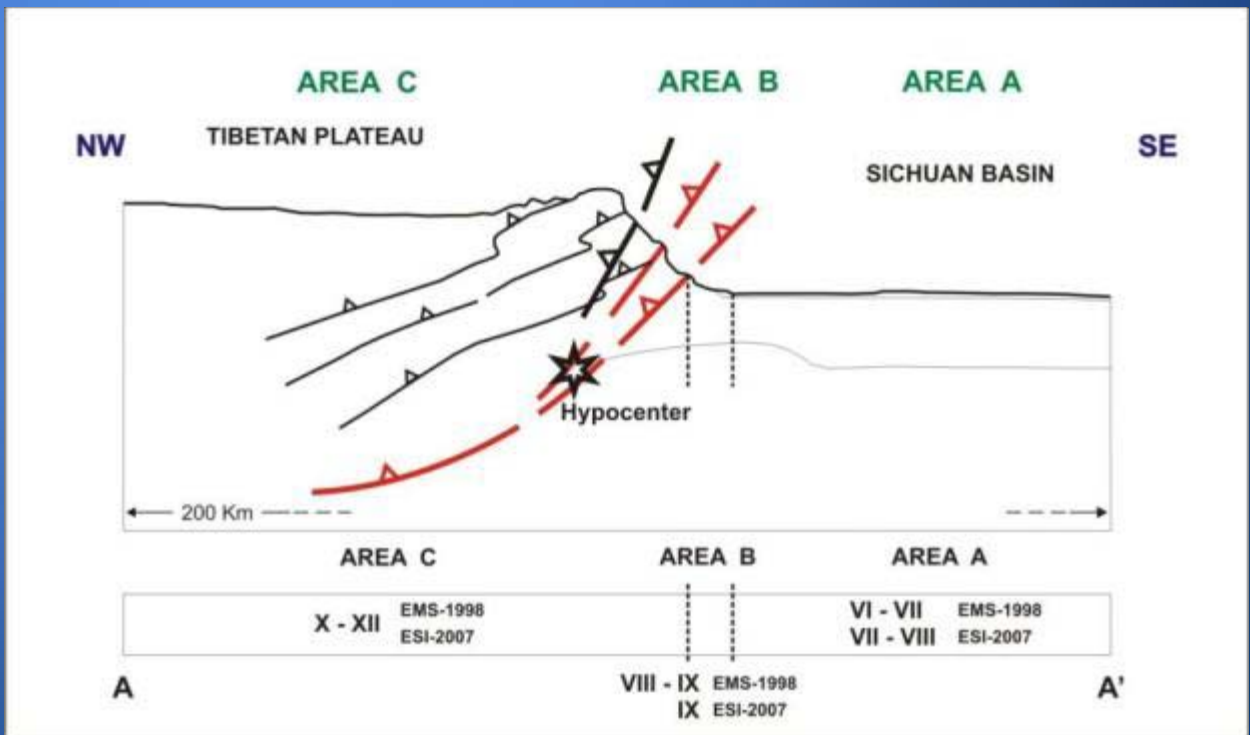 AREA C
AREA B
AREA A
NW
TIBETAN PLATEAU
SE
SICHUAN BASIN
Hypocenter
200 Km
AREA C
AREA B
AREA A
X - XII
EMS-1998
ESI-2007
VI - VII EMS-1998
VII - VIII ESI-2007
A
VIII - IX EMS-1998
IX ESI-2007
A'